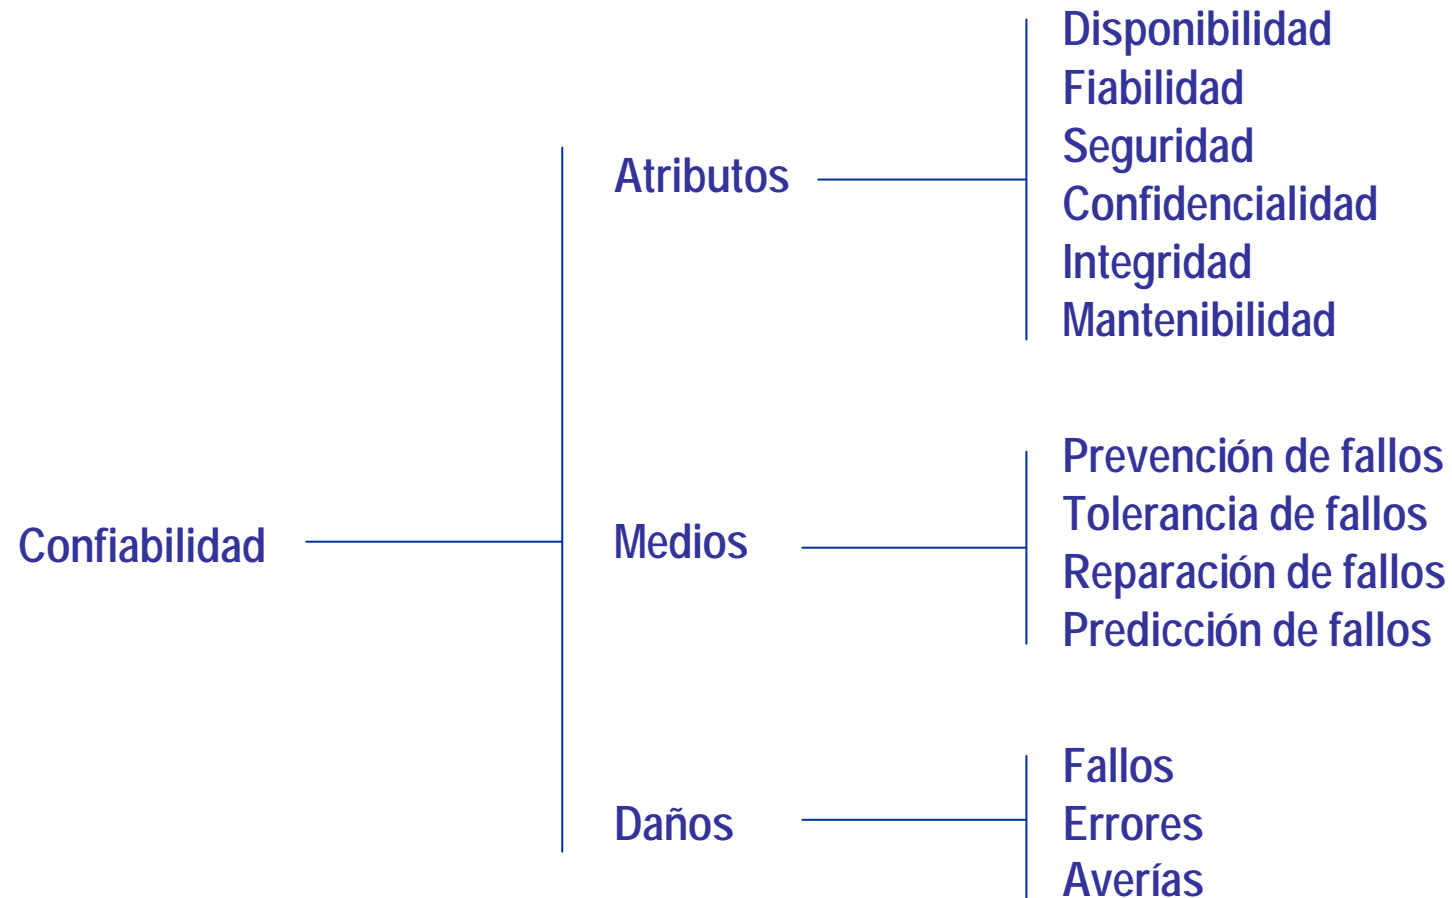 Confiabilidad
Atributos
Disponibilidad
Fiabilidad
Seguridad
Confidencialidad
Integridad
Mantenibilidad
Medios
Prevención de fallos
Tolerancia de fallos
Reparación de fallos
Predicción de fallos
Daños
Fallos
Errores
Averías